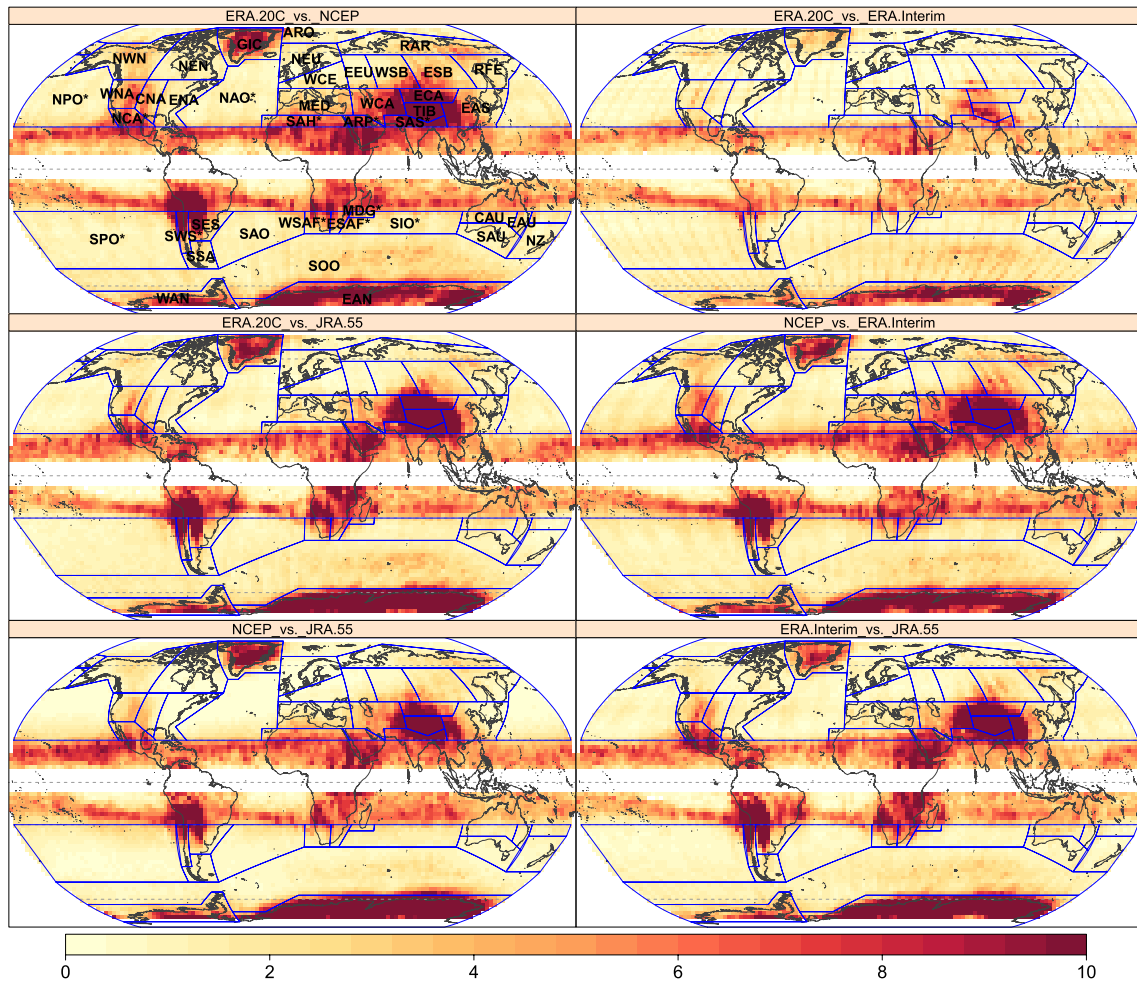 ERA.20C_vs._NCEP
ERA.20C_vs._ERA.Interim
GIC ARO RAR
NWN NEN NEU WCE EEU WSB ESB RFE
NPO* WNA CNA ENA NAO* MED WCA ECA TIB EAS
NCA* SAH* ARP* SAS*
MDG*
SPO* SWS* SES SAO WSAF* ESAF* SIO* CAU EAU SAU NZ
SSA SOO
WAN EAN
ERA.20C_vs._JRA.55
NCEP_vs._ERA.Interim
NCEP_vs._JRA.55
ERA.Interim_vs._JRA.55
0 2 4 6 8 10